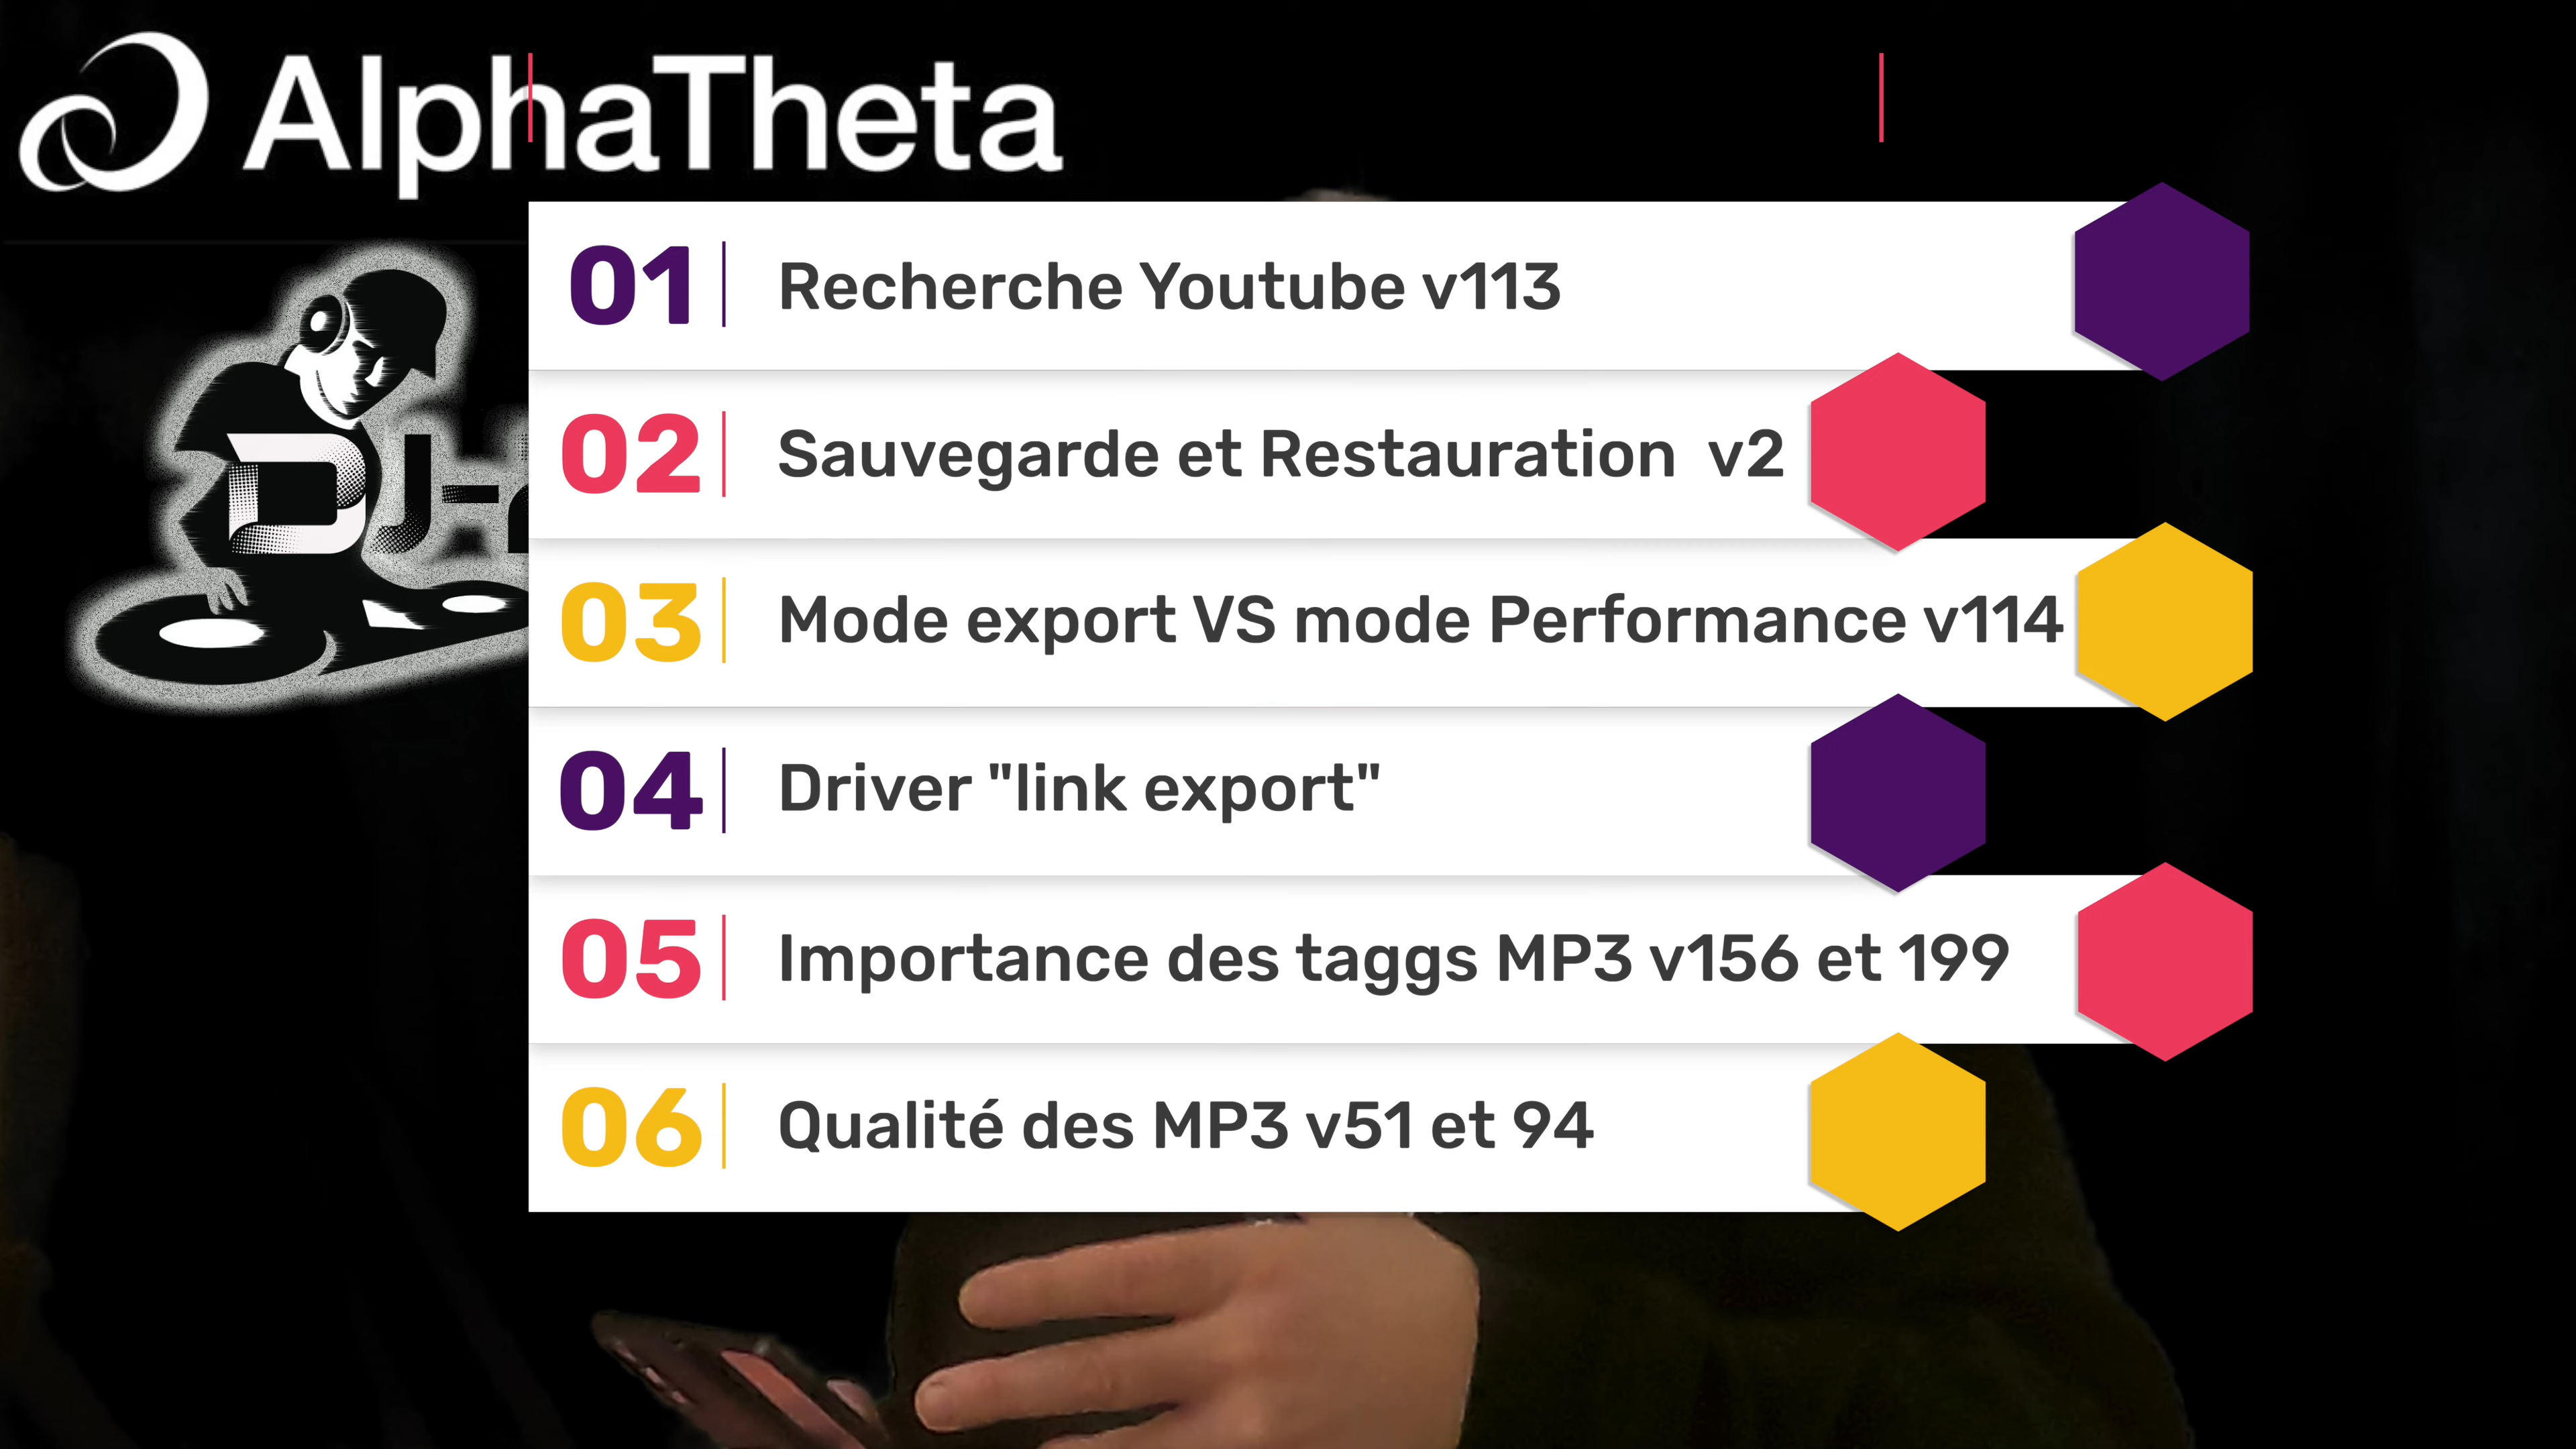 AlphaTheta
01 Recherche Youtube v113
02 Sauvegarde et Restauration v2
DJ-
03 Mode export VS mode Performance v114
04 Driver "link export"
05 Importance des taggs MP3 v156 et 199
06 Qualité des MP3 v51 et 94